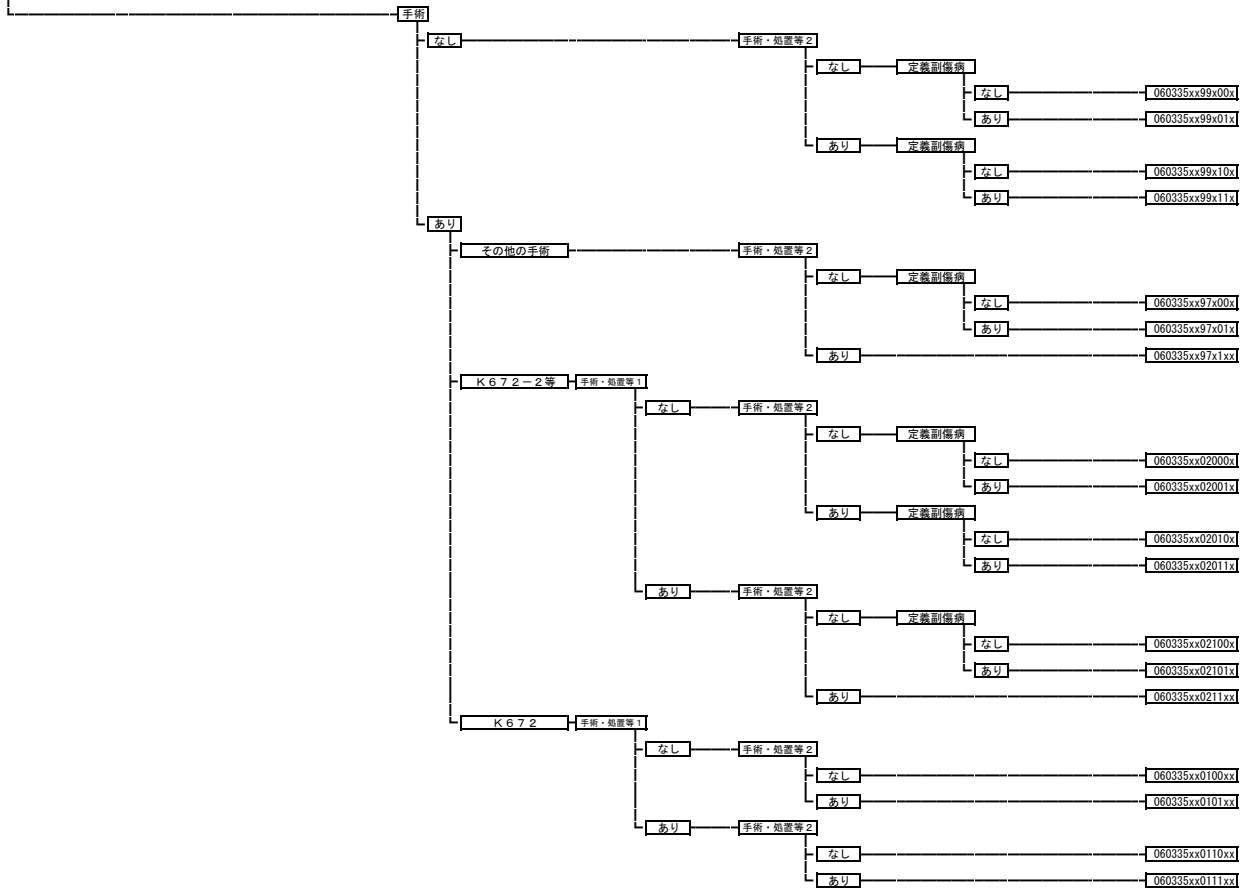 手術
なし 手術・処置等2
なし 定義副傷病
なし 060335xx99x00x
あり 060335xx99x01x
あり 定義副傷病
なし 060335xx99x10x
あり 060335xx99x11x
あり
その他の手術 手術・処置等2
なし 定義副傷病
なし 060335xx97x00x
あり 060335xx97x01x
あり 060335xx97x1xx
K672-2等 手術・処置等1
なし 手術・処置等2
なし 定義副傷病
なし 060335xx02000x
あり 060335xx02001x
あり 定義副傷病
なし 060335xx02010x
あり 060335xx02011x
あり 手術・処置等2
なし 定義副傷病
なし 060335xx02100x
あり 060335xx02101x
あり 060335xx0211xx
K672 手術・処置等1
なし 手術・処置等2
なし 060335xx0100xx
あり 060335xx0101xx
あり 手術・処置等2
なし 060335xx0110xx
あり 060335xx0111xx